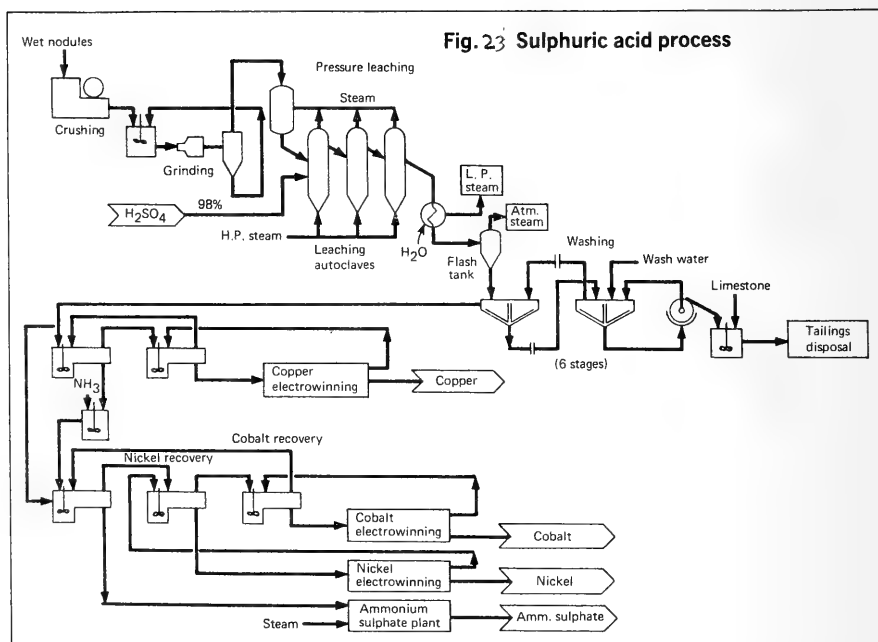 Fig. 23 Sulphuric acid process
Wet nodules
Pressure leaching
Steam
Crushing
Grinding
98%
H₂SO₄
H.P. steam
Leaching
autoclaves
H₂O
L. P.
steam
Atm.
steam
Flash
tank
Washing
Wash water
Limestone
(6 stages)
Tailings
disposal
NH₃
Copper
electrowinning
Copper
Cobalt recovery
Nickel recovery
Cobalt
electrowinning
Cobalt
Nickel
electrowinning
Nickel
Steam
Ammonium
sulphate plant
Amm. sulphate